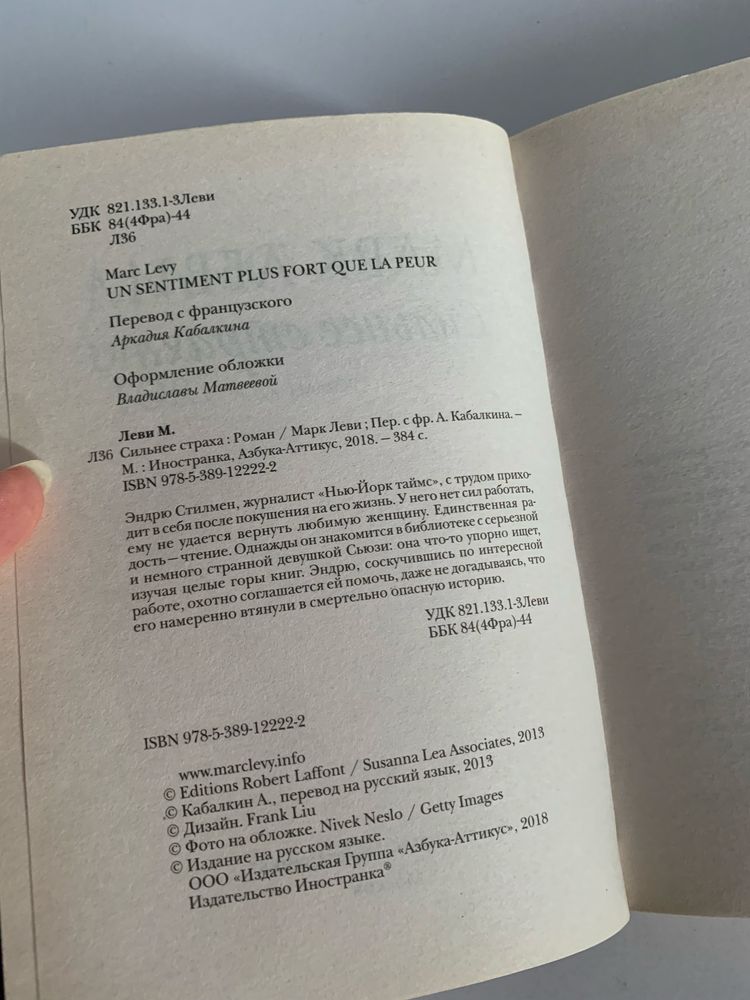 УДК 821.133.1-3Леви
ББК 84(4Фра)-44
Л36
Marc Levy
UN SENTIMENT PLUS FORT QUE LA PEUR
Перевод с французского
Аркадия Кабалкина
Оформление обложки
Владиславы Матвеевой
Леви М.
Л36 Сильнее страха : Роман / Марк Леви ; Пер. с фр. А. Кабалкина. –
М. : Иностранка, Азбука-Аттикус, 2018. – 384 с.
ISBN 978-5-389-12222-2
Эндрю Стилмен, журналист «Нью-Йорк таймс», с трудом прихо-
дит в себя после покушения на его жизнь. У него нет сил работать,
ему не удается вернуть любимую женщину. Единственная ра-
дость — чтение. Однажды он знакомится в библиотеке с серьезной
и немного странной девушкой Сьюзи: она что-то упорно ищет,
изучая целые горы книг. Эндрю, соскучившись по интересной
работе, охотно соглашается ей помочь, даже не догадываясь, что
его намеренно втянули в смертельно опасную историю.
УДК 821.133.1-3Леви
ББК 84(4Фра)-44
ISBN 978-5-389-12222-2
www.marclevy.info
© Editions Robert Laffont / Susanna Lea Associates, 2013
© Кабалкин А., перевод на русский язык, 2013
© Дизайн. Frank Liu
© Фото на обложке. Nivek Neslo / Getty Images
© Издание на русском языке.
ООО «Издательская Группа «Азбука-Аттикус», 2018
Издательство Иностранка®